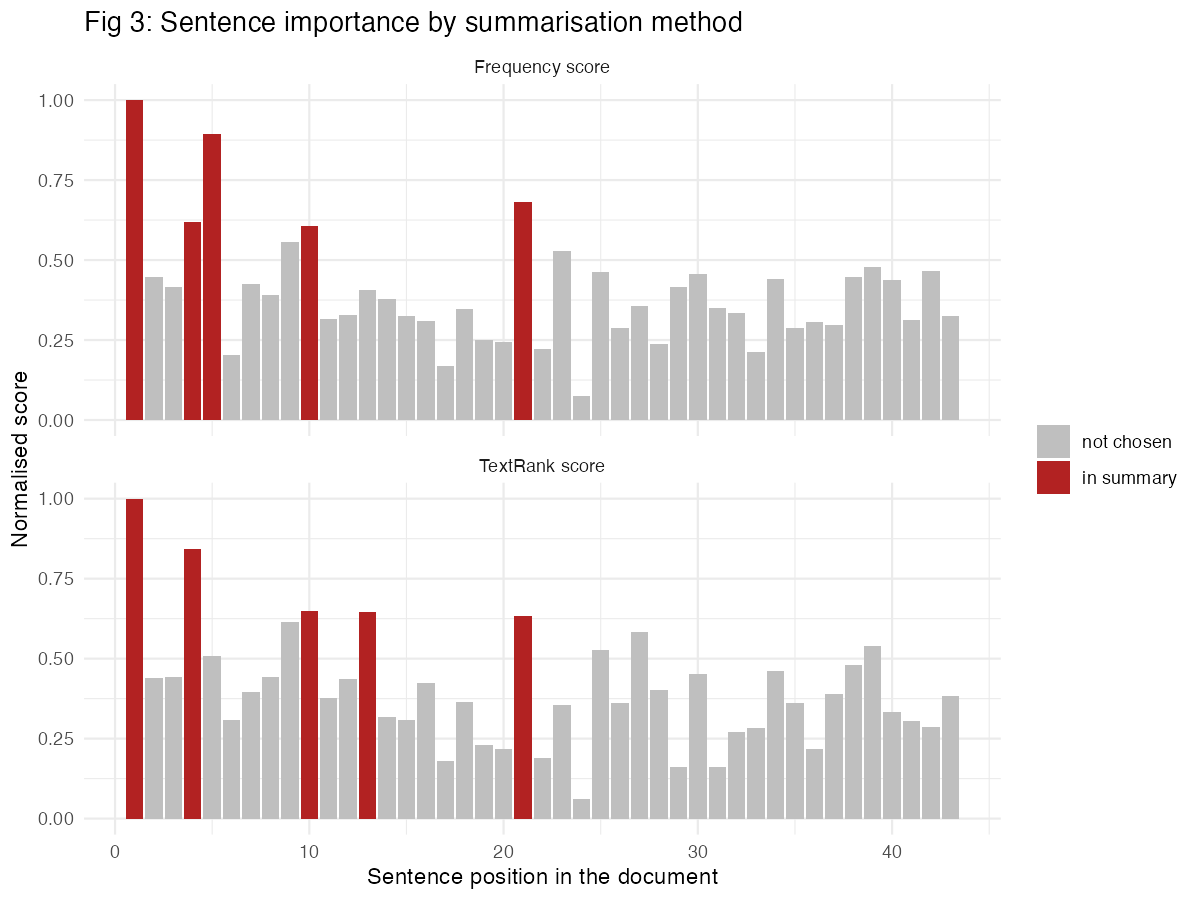 Fig 3: Sentence importance by summarisation method
Frequency score
1.00
0.75
0.50
0.25
0.00
Normalised score
TextRank score
1.00
0.75
0.50
0.25
0.00
0 10 20 30 40
Sentence position in the document
not chosen
in summary